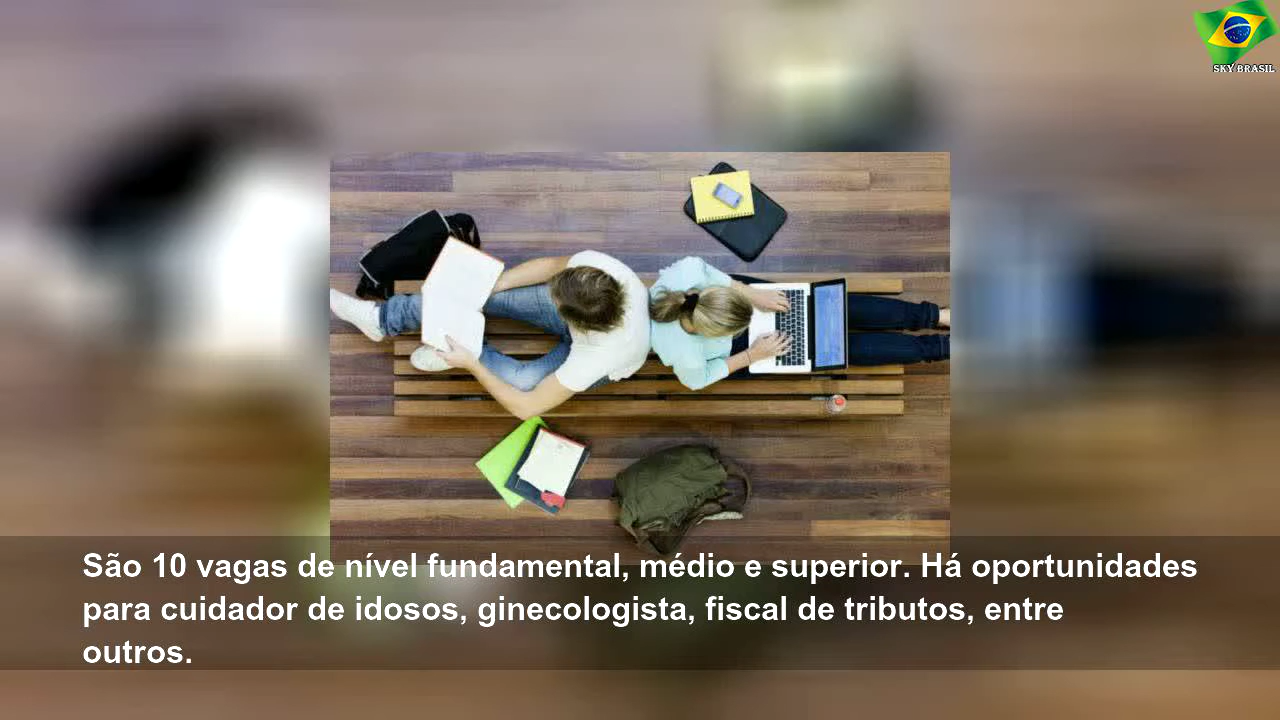 SKY BRASIL
São 10 vagas de nível fundamental, médio e superior. Há oportunidades
para cuidador de idosos, ginecologista, fiscal de tributos, entre
outros.